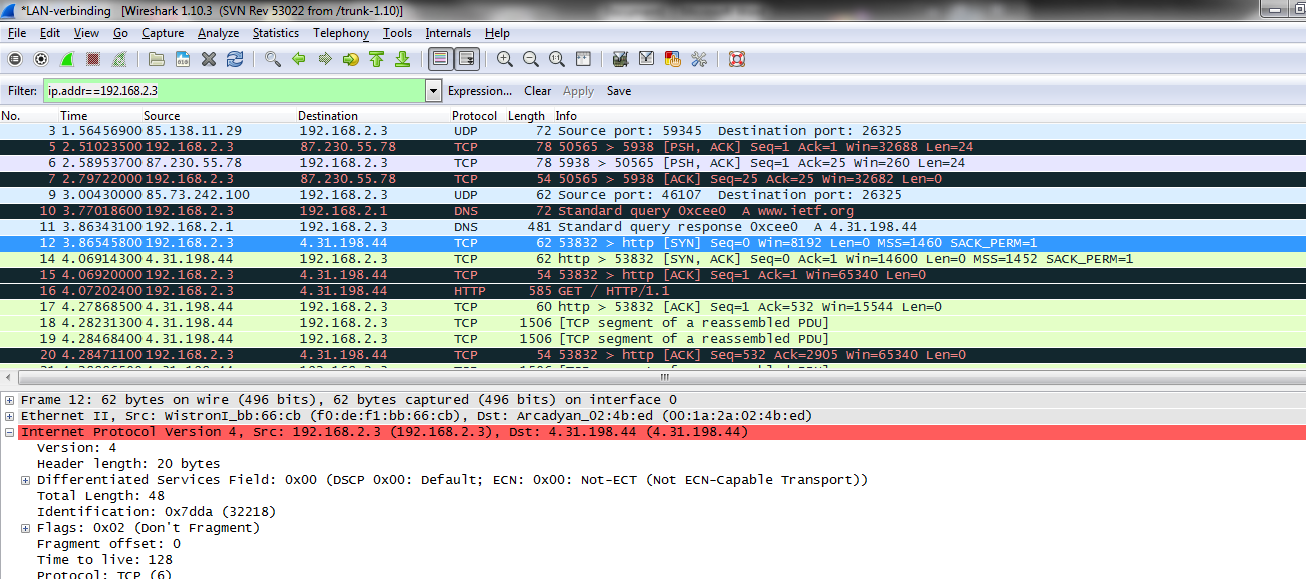 *LAN-verbinding [Wireshark 1.10.3 (SVN Rev 53022 from /trunk-1.10)]
File Edit View Go Capture Analyze Statistics Telephony Tools Internals Help
Filter: ip.addr==192.168.2.3 Expression... Clear Apply Save
No. Time Source Destination Protocol Length Info
3 1.56456900 85.138.11.29 192.168.2.3 UDP 72 Source port: 59345 Destination port: 26325
5 2.51023500 192.168.2.3 87.230.55.78 TCP 78 50565 > 5938 [PSH, ACK] Seq=1 Ack=1 Win=32688 Len=24
6 2.58953700 87.230.55.78 192.168.2.3 TCP 78 5938 > 50565 [PSH, ACK] Seq=1 Ack=25 Win=260 Len=24
7 2.79722000 192.168.2.3 87.230.55.78 TCP 54 50565 > 5938 [ACK] Seq=25 Ack=25 Win=32682 Len=0
9 3.00430000 85.73.242.100 192.168.2.3 UDP 62 Source port: 46107 Destination port: 26325
10 3.77018600 192.168.2.3 192.168.2.1 DNS 72 Standard query 0xcee0 A www.ietf.org
11 3.86343100 192.168.2.1 192.168.2.3 DNS 481 Standard query response 0xcee0 A 4.31.198.44
12 3.86545800 192.168.2.3 4.31.198.44 TCP 62 53832 > http [SYN] Seq=0 Win=8192 Len=0 MSS=1460 SACK_PERM=1
14 4.06914300 4.31.198.44 192.168.2.3 TCP 62 http > 53832 [SYN, ACK] Seq=0 Ack=1 Win=14600 Len=0 MSS=1452 SACK_PERM=1
15 4.06920000 192.168.2.3 4.31.198.44 TCP 54 53832 > http [ACK] Seq=1 Ack=1 Win=65340 Len=0
16 4.07202400 192.168.2.3 4.31.198.44 HTTP 585 GET / HTTP/1.1
17 4.27868500 4.31.198.44 192.168.2.3 TCP 60 http > 53832 [ACK] Seq=1 Ack=532 Win=15544 Len=0
18 4.28231300 4.31.198.44 192.168.2.3 TCP 1506 [TCP segment of a reassembled PDU]
19 4.28468400 4.31.198.44 192.168.2.3 TCP 1506 [TCP segment of a reassembled PDU]
20 4.28471100 192.168.2.3 4.31.198.44 TCP 54 53832 > http [ACK] Seq=532 Ack=2905 Win=65340 Len=0
Frame 12: 62 bytes on wire (496 bits), 62 bytes captured (496 bits) on interface 0
Ethernet II, Src: WistronI_bb:66:cb (f0:de:f1:bb:66:cb), Dst: Arcadyan_02:4b:ed (00:1a:2a:02:4b:ed)
Internet Protocol Version 4, Src: 192.168.2.3 (192.168.2.3), Dst: 4.31.198.44 (4.31.198.44)
Version: 4
Header length: 20 bytes
Differentiated Services Field: 0x00 (DSCP 0x00: Default; ECN: 0x00: Not-ECT (Not ECN-Capable Transport))
Total Length: 48
Identification: 0x7dda (32218)
Flags: 0x02 (Don't Fragment)
Fragment offset: 0
Time to live: 128
Protocol: TCP (6)